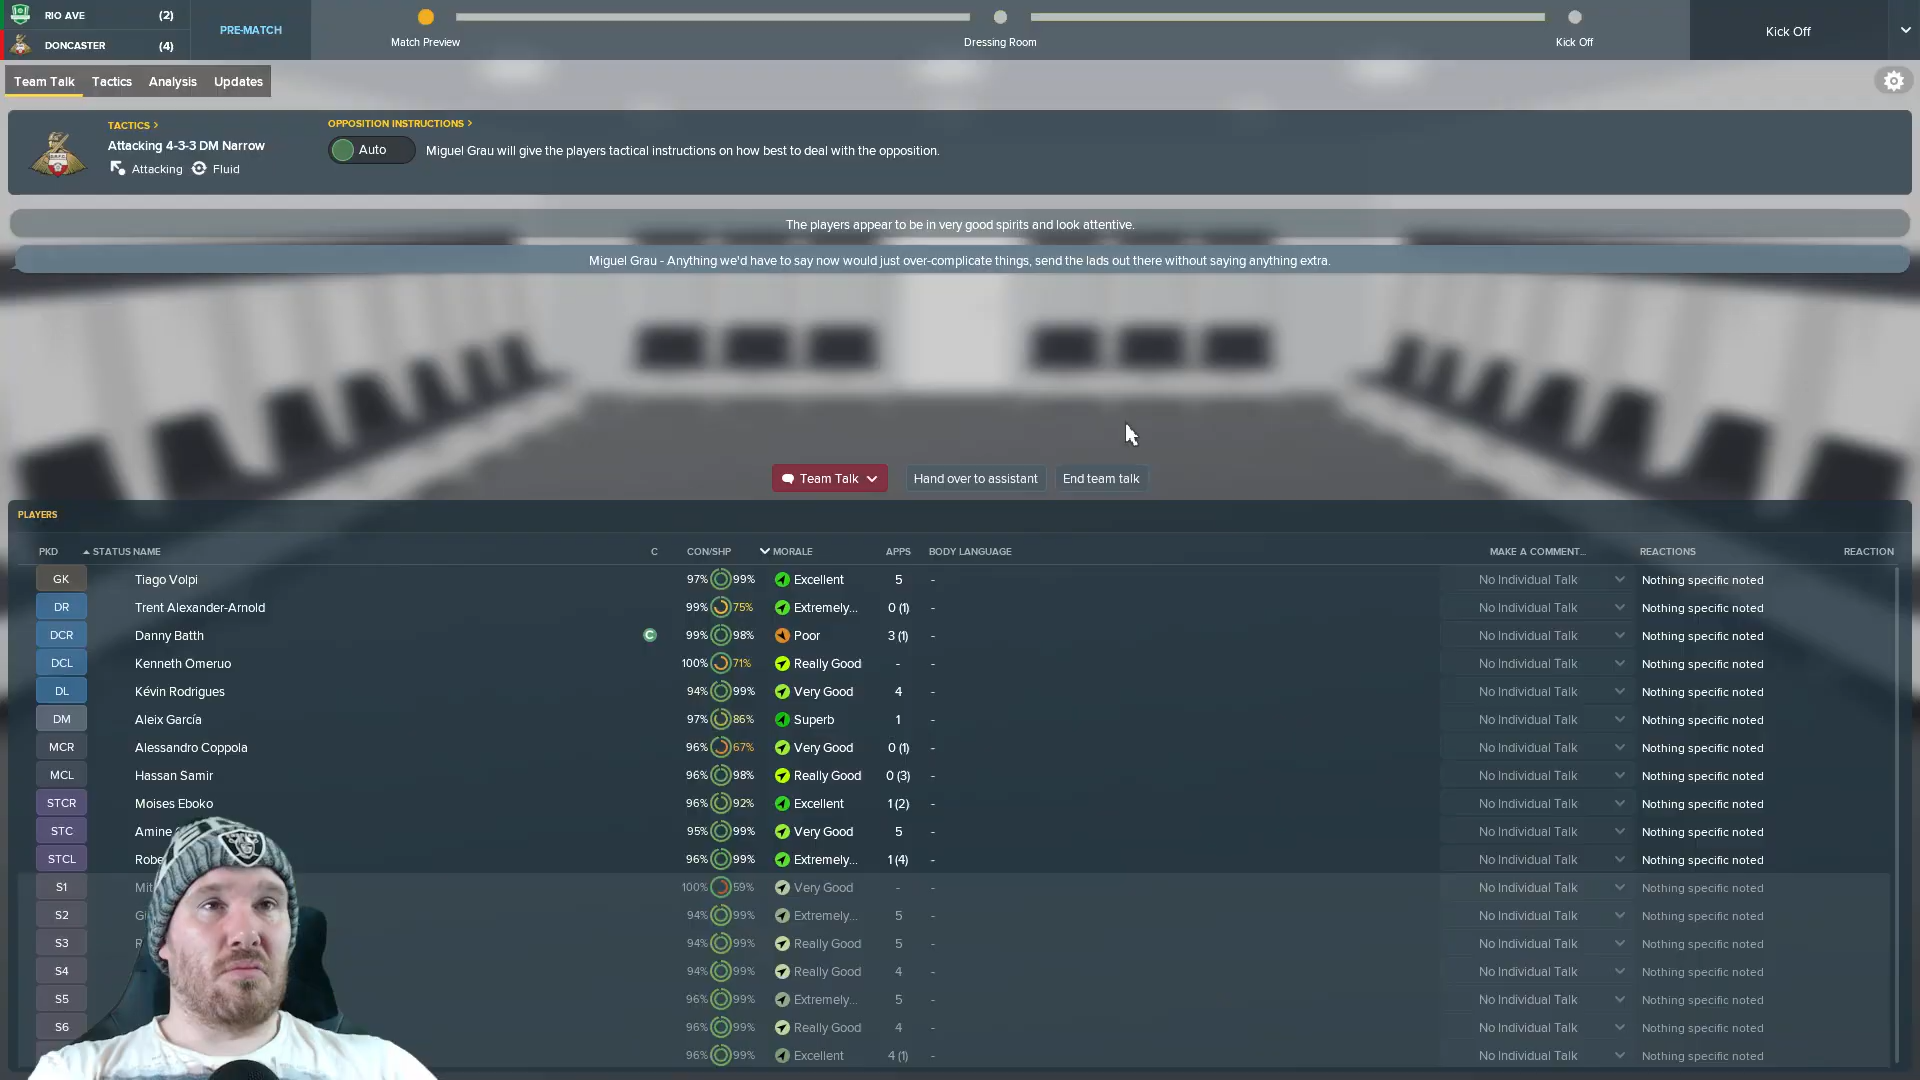 RIO AVE (2)
DONCASTER (4)
PRE-MATCH
Match Preview
Dressing Room
Kick Off
Kick Off
Team Talk Tactics Analysis Updates
TACTICS >
Attacking 4-3-3 DM Narrow
Attacking Fluid
OPPOSITION INSTRUCTIONS >
Auto
Miguel Grau will give the players tactical instructions on how best to deal with the opposition.
The players appear to be in very good spirits and look attentive.
Miguel Grau - Anything we'd have to say now would just over-complicate things, send the lads out there without saying anything extra.
Team Talk Hand over to assistant End team talk
PLAYERS
PKD STATUS NAME C CON/SHP MORALE APPS BODY LANGUAGE MAKE A COMMENT... REACTIONS REACTION
GK Tiago Volpi 97% 99% Excellent 5 - No Individual Talk Nothing specific noted
DR Trent Alexander-Arnold 99% 75% Extremely... 0 (1) - No Individual Talk Nothing specific noted
DCR Danny Batth C 99% 98% Poor 3 (1) - No Individual Talk Nothing specific noted
DCL Kenneth Omeruo 100% 71% Really Good - - No Individual Talk Nothing specific noted
DL Kévin Rodrigues 94% 99% Very Good 4 - No Individual Talk Nothing specific noted
DM Aleix García 97% 86% Superb 1 - No Individual Talk Nothing specific noted
MCR Alessandro Coppola 96% 67% Very Good 0 (1) - No Individual Talk Nothing specific noted
MCL Hassan Samir 96% 98% Really Good 0 (3) - No Individual Talk Nothing specific noted
STCR Moises Eboko 96% 92% Excellent 1 (2) - No Individual Talk Nothing specific noted
STC Amine 95% 99% Very Good 5 - No Individual Talk Nothing specific noted
STCL Robe 96% 99% Extremely... 1 (4) - No Individual Talk Nothing specific noted
S1 Mit 100% 59% Very Good - - No Individual Talk Nothing specific noted
S2 94% 99% Extremely... 5 - No Individual Talk Nothing specific noted
S3 94% 99% Really Good 5 - No Individual Talk Nothing specific noted
S4 94% 99% Really Good 4 - No Individual Talk Nothing specific noted
S5 96% 99% Extremely... 5 - No Individual Talk Nothing specific noted
S6 96% 99% Really Good 4 - No Individual Talk Nothing specific noted
96% 99% Excellent 4 (1) - No Individual Talk Nothing specific noted